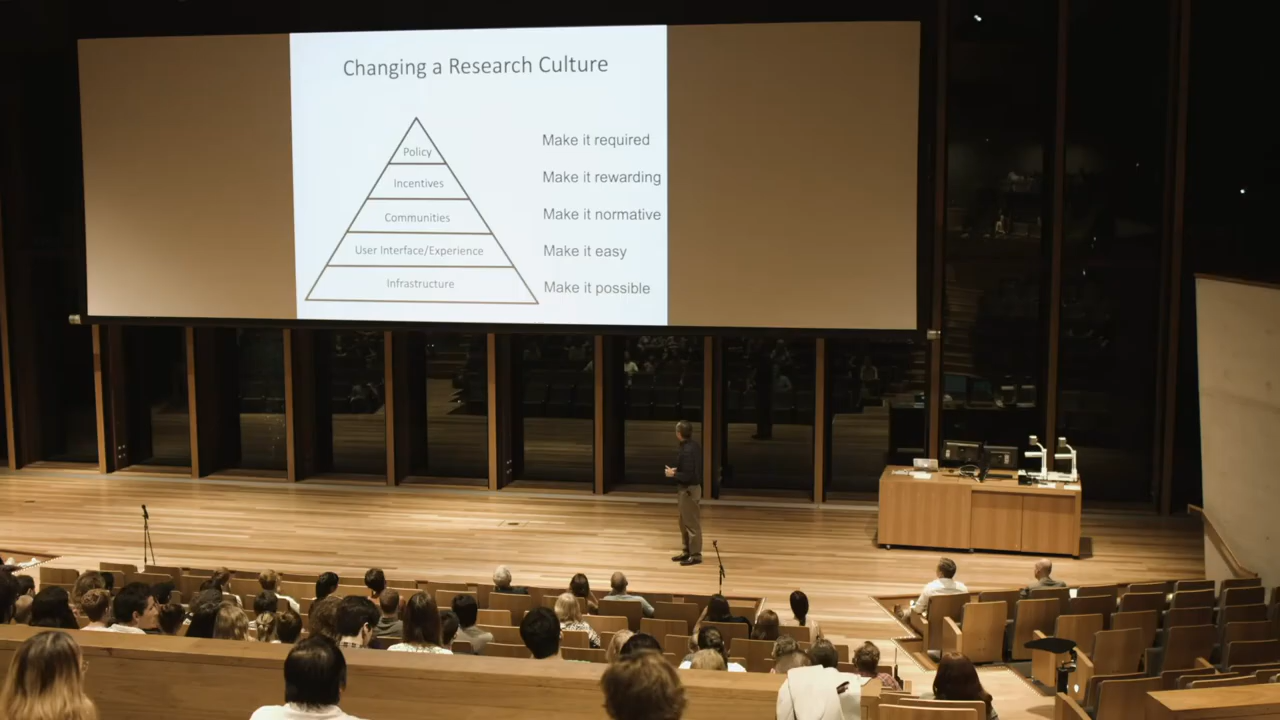 Changing a Research Culture
Policy
Make it required
Incentives
Make it rewarding
Communities
Make it normative
User Interface/Experience
Make it easy
Infrastructure
Make it possible